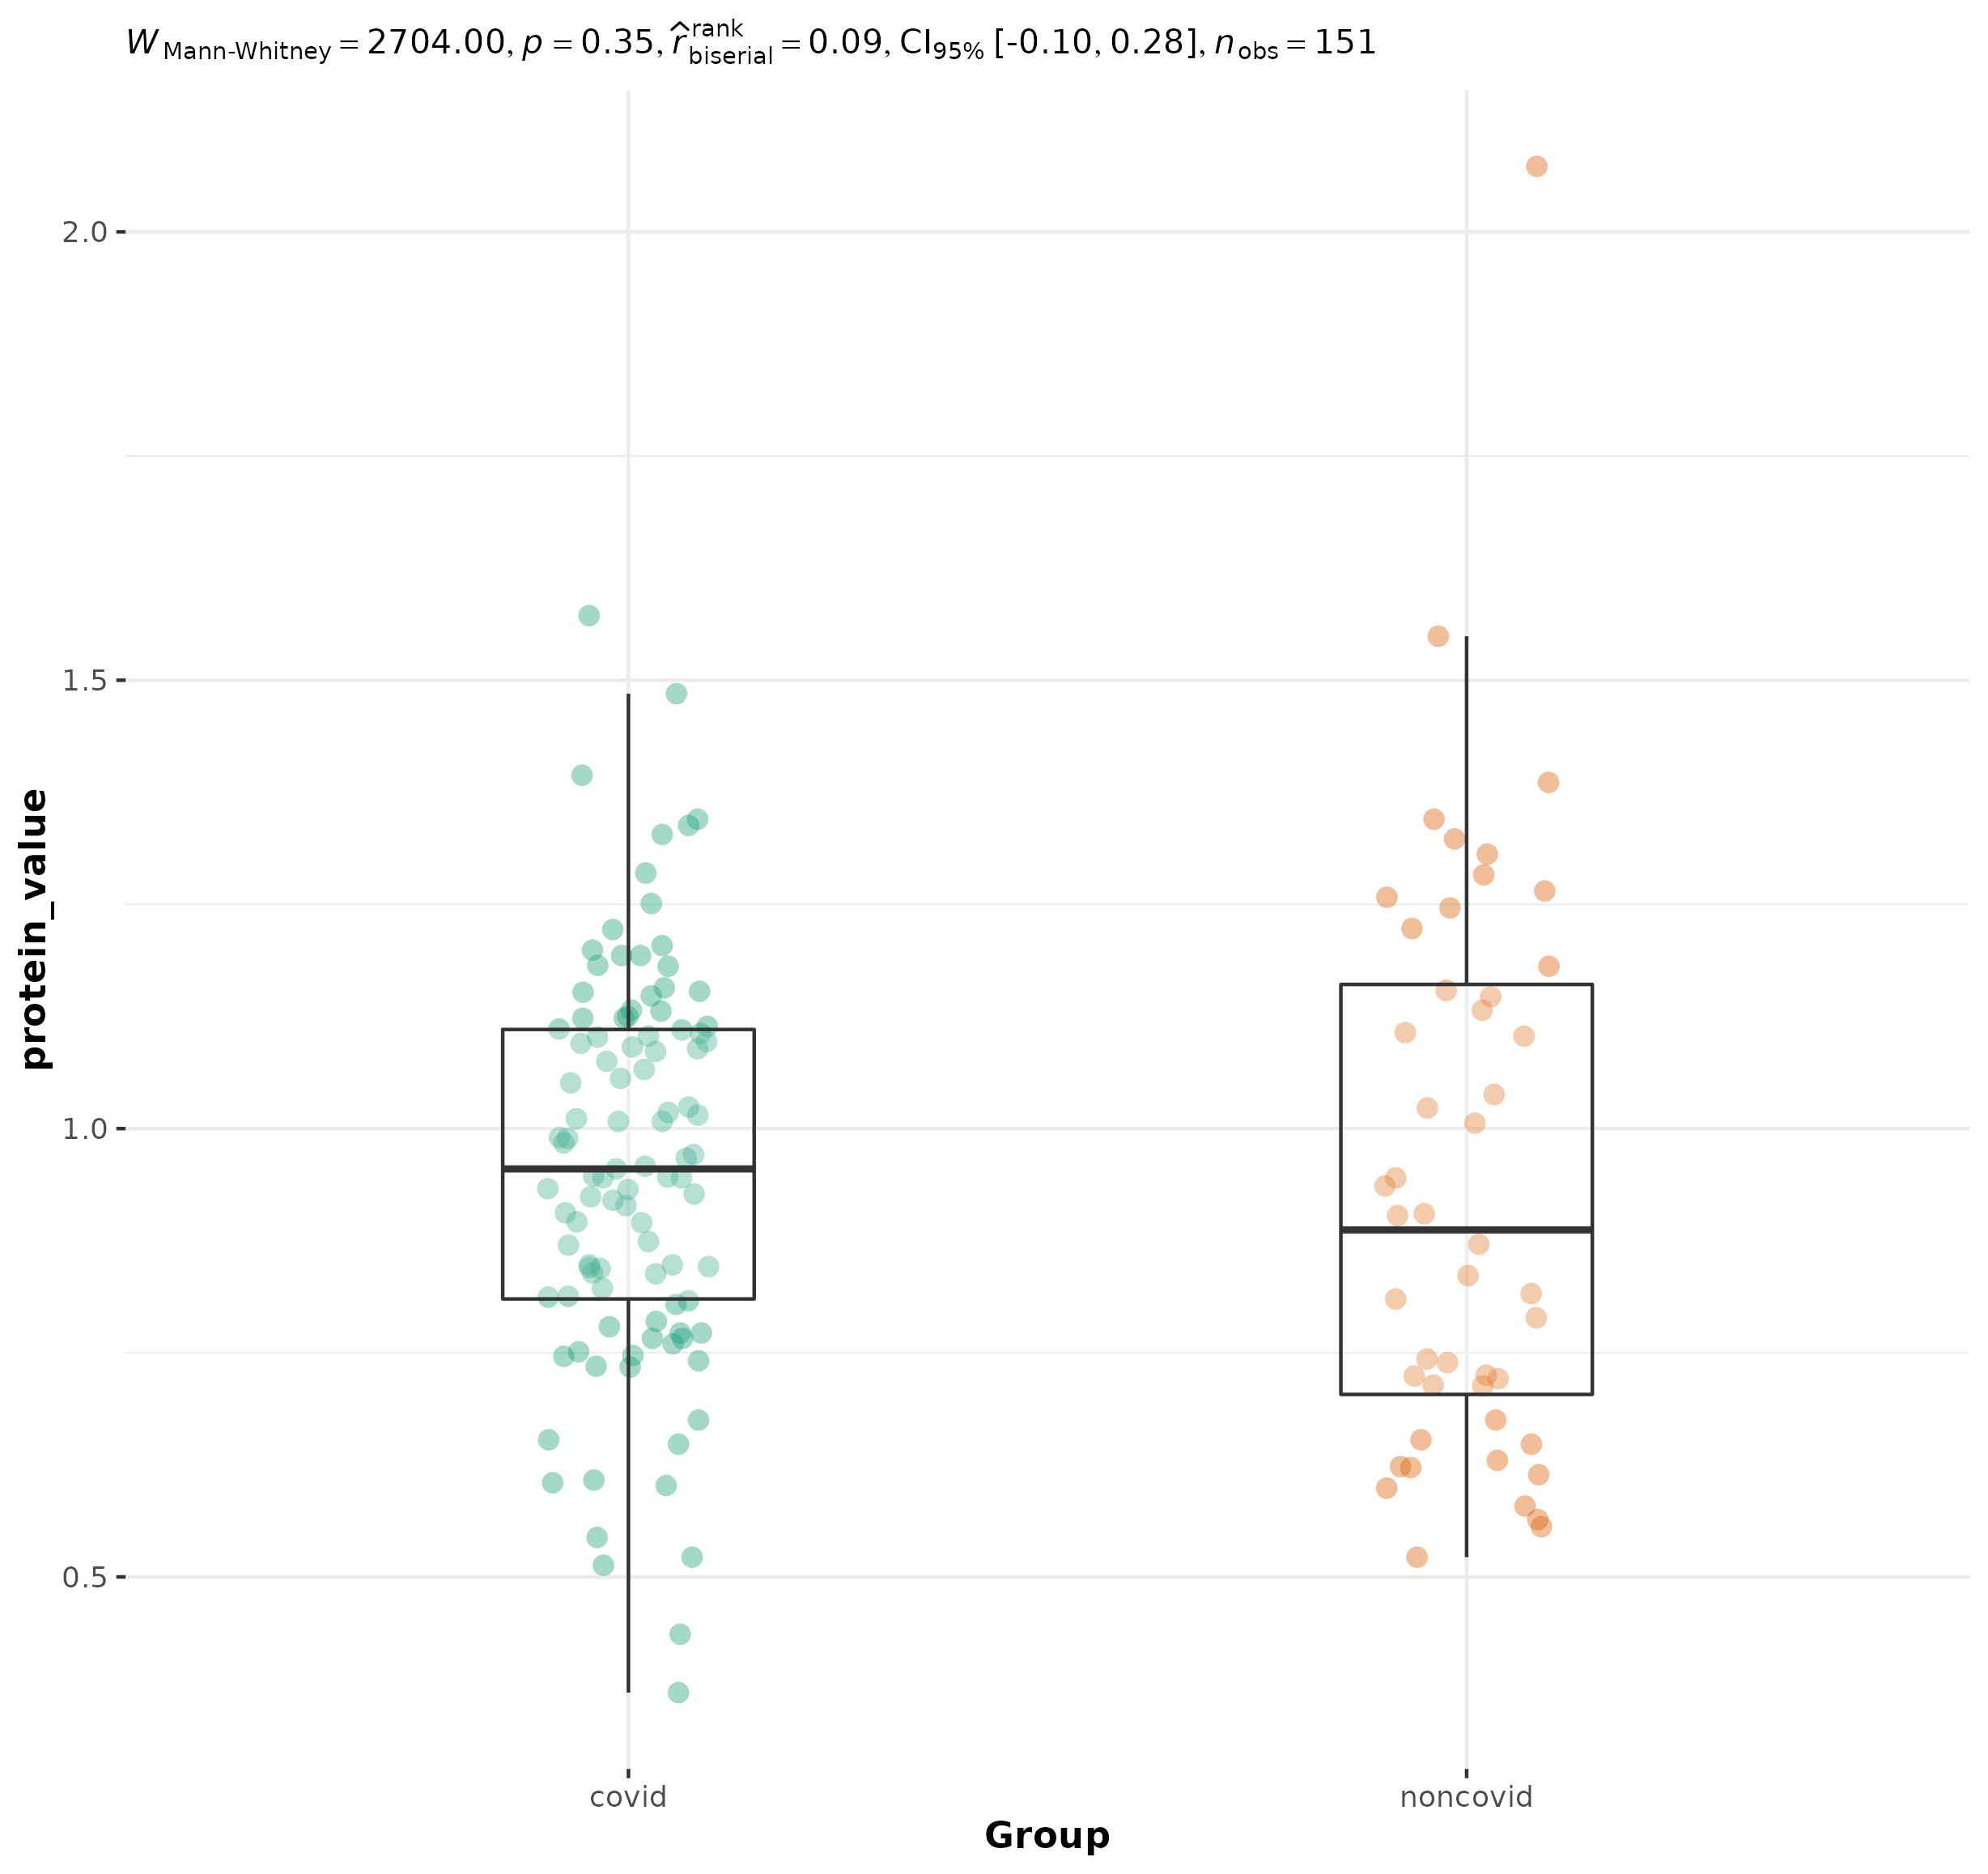 W Mann-Whitney = 2704.00, p = 0.35, r̂ rank biserial = 0.09, CI95% [-0.10, 0.28], n obs = 151
2.0
1.5
1.0
0.5
protein_value
covid noncovid
Group